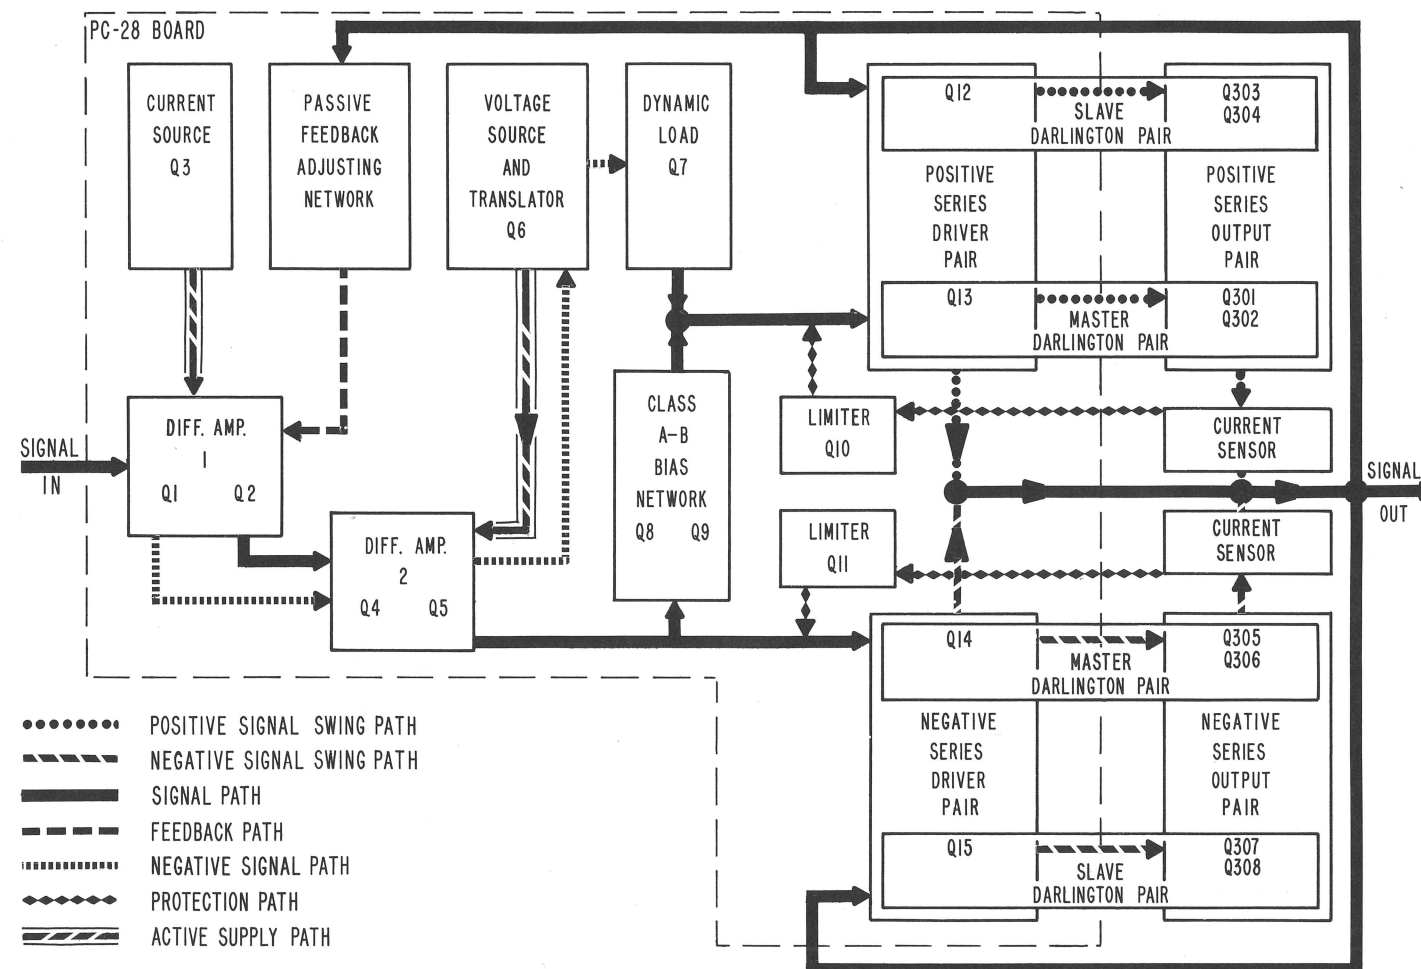 PC-28 BOARD
CURRENT
SOURCE
Q3
PASSIVE
FEEDBACK
ADJUSTING
NETWORK
VOLTAGE
SOURCE
AND
TRANSLATOR
Q6
DYNAMIC
LOAD
Q7
Q12
SLAVE
DARLINGTON PAIR
Q303
Q304
POSITIVE
SERIES
DRIVER
PAIR
POSITIVE
SERIES
OUTPUT
PAIR
Q13
MASTER
DARLINGTON PAIR
Q301
Q302
SIGNAL
IN
DIFF. AMP.
1
Q1 Q2
DIFF. AMP.
2
Q4 Q5
CLASS
A-B
BIAS
NETWORK
Q8 Q9
LIMITER
Q10
CURRENT
SENSOR
SIGNAL
OUT
LIMITER
Q11
CURRENT
SENSOR
Q14
MASTER
DARLINGTON PAIR
Q305
Q306
NEGATIVE
SERIES
DRIVER
PAIR
NEGATIVE
SERIES
OUTPUT
PAIR
Q15
SLAVE
DARLINGTON PAIR
Q307
Q308
POSITIVE SIGNAL SWING PATH
NEGATIVE SIGNAL SWING PATH
SIGNAL PATH
FEEDBACK PATH
NEGATIVE SIGNAL PATH
PROTECTION PATH
ACTIVE SUPPLY PATH